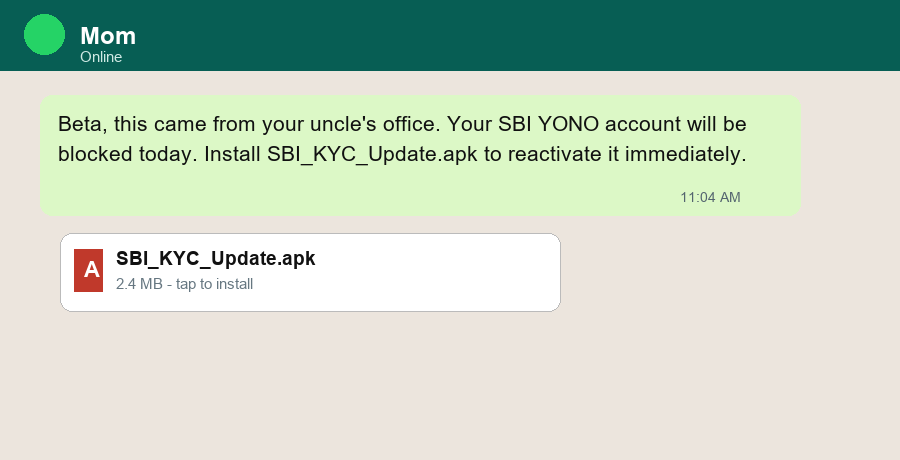 Mom
Online
Beta, this came from your uncle's office. Your SBI YONO account will be
blocked today. Install SBI_KYC_Update.apk to reactivate it immediately.
11:04 AM
A
SBI_KYC_Update.apk
2.4 MB - tap to install